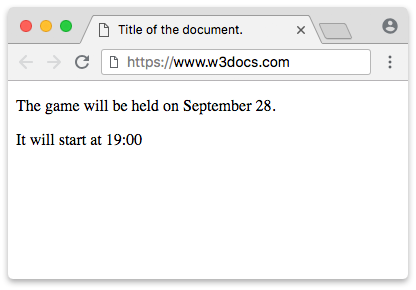 Title of the document.
https://www.w3docs.com
The game will be held on September 28.
It will start at 19:00